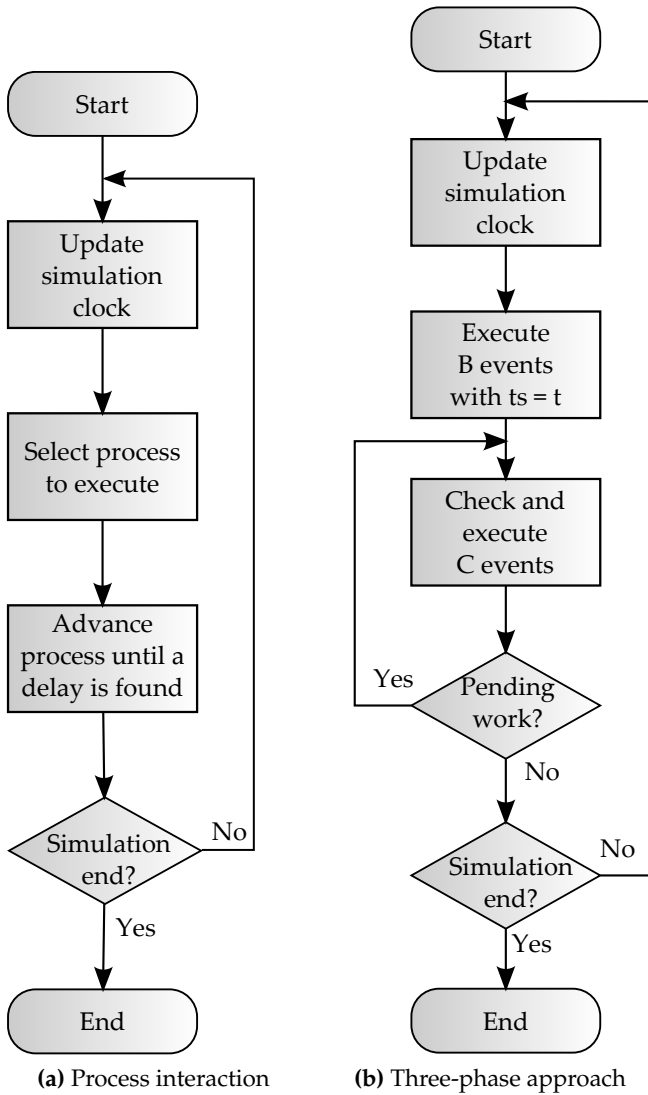 Start
Update
simulation
clock
Select process
to execute
Advance
process until a
delay is found
Simulation
end?
No
Yes
End
(a) Process interaction
Start
Update
simulation
clock
Execute
B events
with ts = t
Check and
execute
C events
Yes
Pending
work?
No
Simulation
end?
No
Yes
End
(b) Three-phase approach